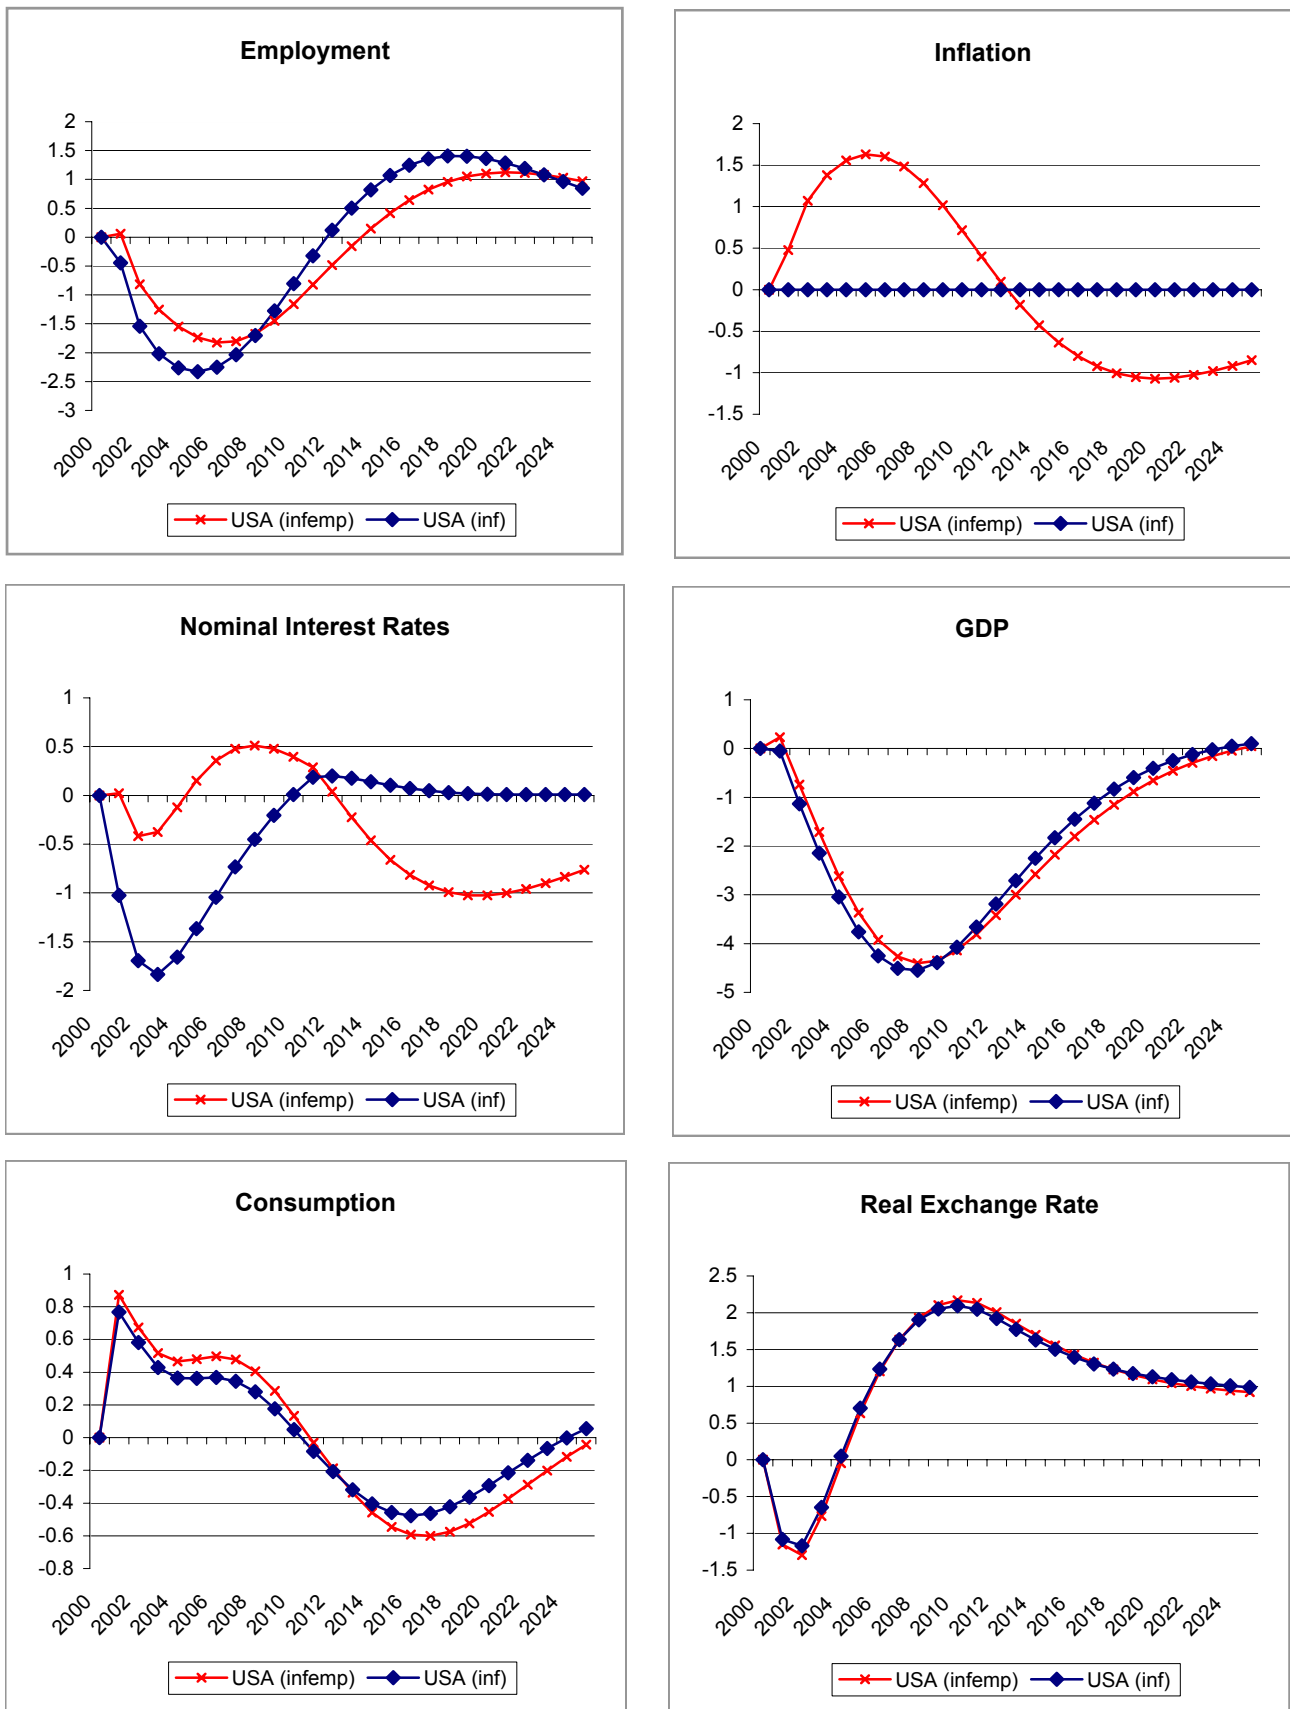 Employment
2
1.5
1
0.5
0
-0.5
-1
-1.5
-2
-2.5
-3
2000 2002 2004 2006 2008 2010 2012 2014 2016 2018 2020 2022 2024
USA (infemp) USA (inf)
Inflation
2
1.5
1
0.5
0
-0.5
-1
-1.5
2000 2002 2004 2006 2008 2010 2012 2014 2016 2018 2020 2022 2024
USA (infemp) USA (inf)
Nominal Interest Rates
1
0.5
0
-0.5
-1
-1.5
-2
2000 2002 2004 2006 2008 2010 2012 2014 2016 2018 2020 2022 2024
USA (infemp) USA (inf)
GDP
1
0
-1
-2
-3
-4
-5
2000 2002 2004 2006 2008 2010 2012 2014 2016 2018 2020 2022 2024
USA (infemp) USA (inf)
Consumption
1
0.8
0.6
0.4
0.2
0
-0.2
-0.4
-0.6
-0.8
2000 2002 2004 2006 2008 2010 2012 2014 2016 2018 2020 2022 2024
USA (infemp) USA (inf)
Real Exchange Rate
2.5
2
1.5
1
0.5
0
-0.5
-1
-1.5
2000 2002 2004 2006 2008 2010 2012 2014 2016 2018 2020 2022 2024
USA (infemp) USA (inf)